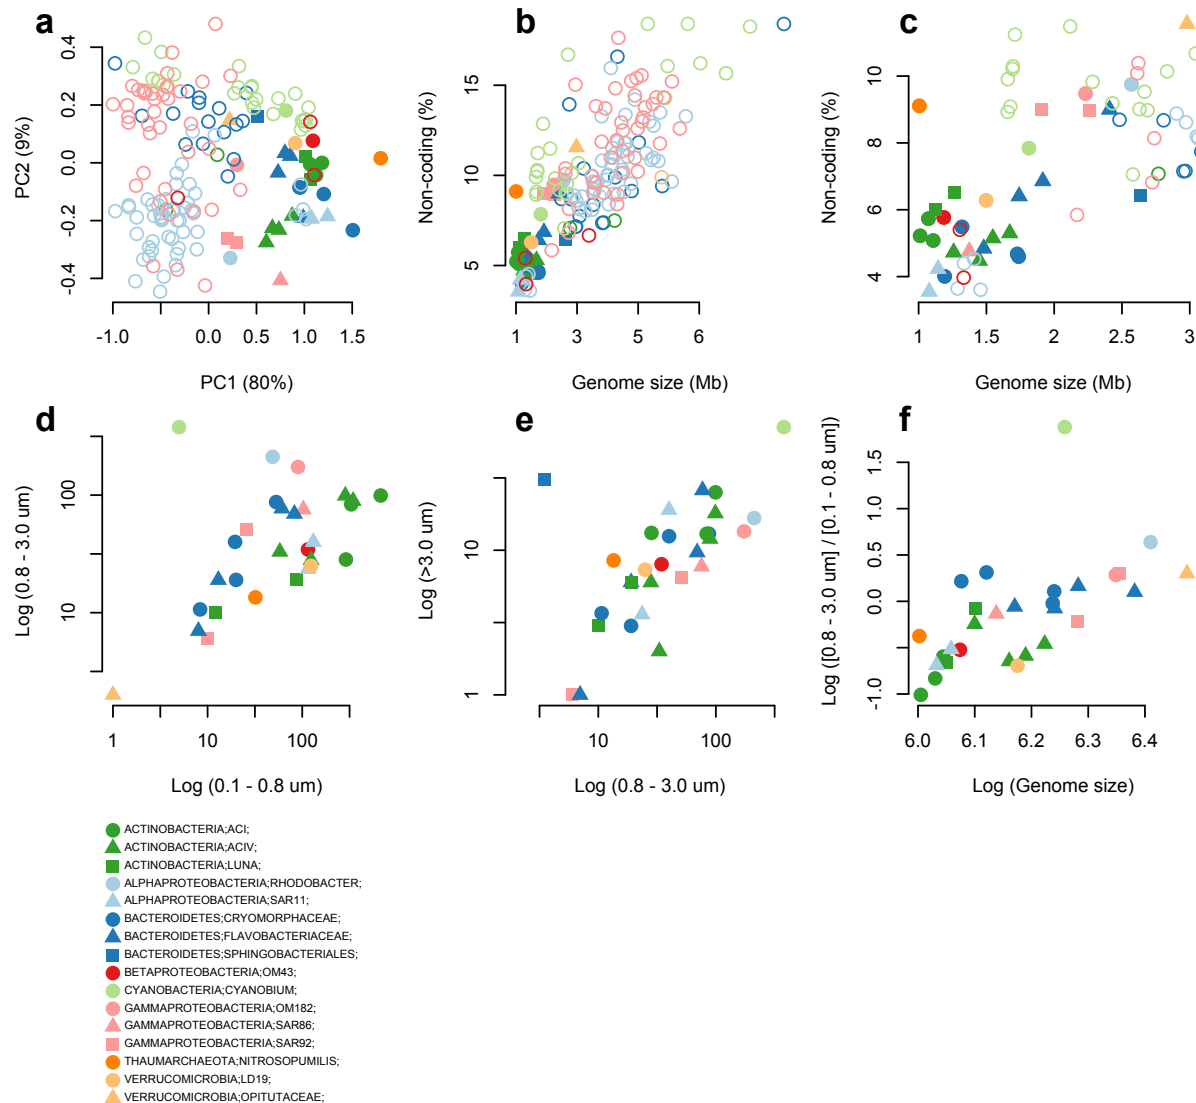 a
PC2 (9%)
0.4
0.2
0.0
-0.2
-0.4
-1.0
0.0
0.5
1.0
1.5
PC1 (80%)
b
Non-coding (%)
15
10
5
1
3
5
6
Genome size (Mb)
c
Non-coding (%)
10
8
6
4
1
1.5
2
2.5
3
Genome size (Mb)
d
Log (0.8 - 3.0 um)
100
10
1
10
100
Log (0.1 - 0.8 um)
e
Log (>3.0 um)
10
1
10
100
Log (0.8 - 3.0 um)
f
Log ([0.8 - 3.0 um] / [0.1 - 0.8 um])
1.5
1.0
0.5
0.0
-1.0
6.0
6.1
6.2
6.3
6.4
Log (Genome size)
ACTINOBACTERIA;ACI;
ACTINOBACTERIA;ACIV;
ACTINOBACTERIA;LUNA;
ALPHAPROTEOBACTERIA;RHODOBACTER;
ALPHAPROTEOBACTERIA;SAR11;
BACTEROIDETES;CRYOMORPHACEAE;
BACTEROIDETES;FLAVOBACTERIACEAE;
BACTEROIDETES;SPHINGOBACTERIALES;
BETAPROTEOBACTERIA;OM43;
CYANOBACTERIA;CYANOBIUM;
GAMMAPROTEOBACTERIA;OM182;
GAMMAPROTEOBACTERIA;SAR86;
GAMMAPROTEOBACTERIA;SAR92;
THAUMARCHAEOTA;NITROSOPUMILIS;
VERRUCOMICROBIA;LD19;
VERRUCOMICROBIA;OPITUTACEAE;